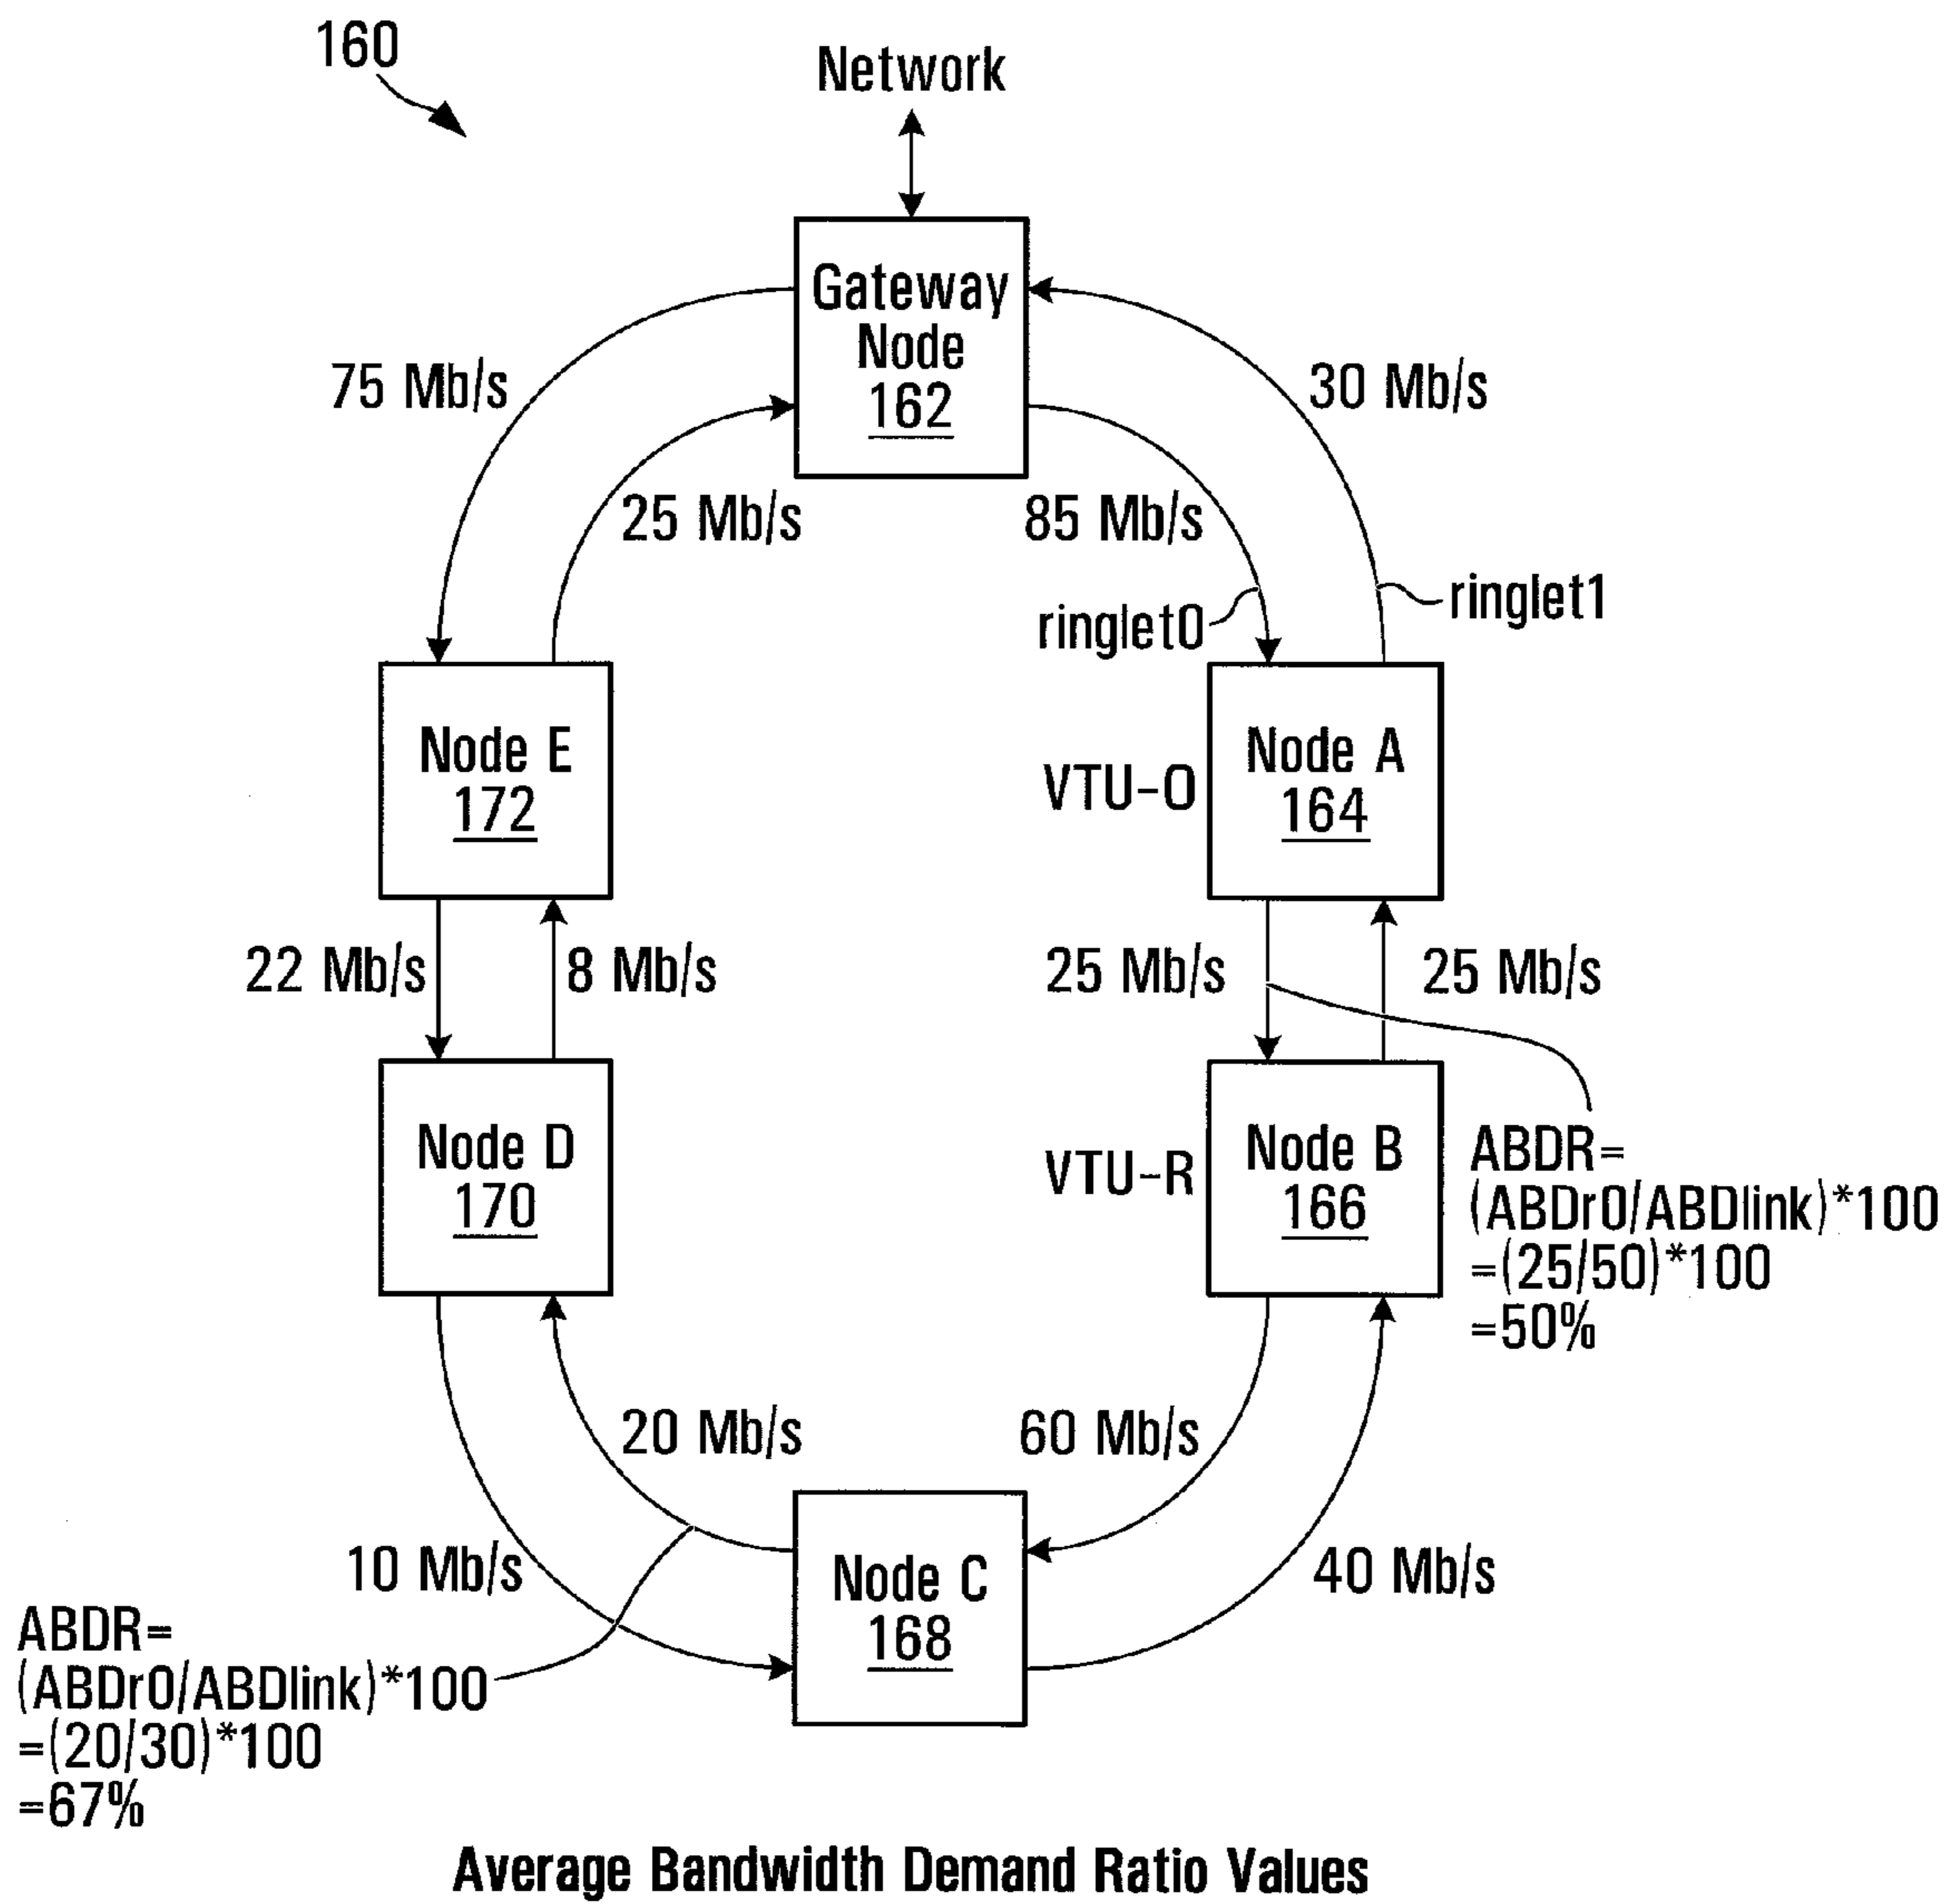 160
Network
Gateway
Node
162
75 Mb/s
30 Mb/s
25 Mb/s
85 Mb/s
ringlet0
ringlet1
Node E
172
VTU-O
Node A
164
22 Mb/s
8 Mb/s
25 Mb/s
25 Mb/s
Node D
170
VTU-R
Node B
166
ABDR=
(ABDr0/ABDlink)*100
=(25/50)*100
=50%
20 Mb/s
60 Mb/s
10 Mb/s
Node C
168
40 Mb/s
ABDR=
(ABDr0/ABDlink)*100
=(20/30)*100
=67%
Average Bandwidth Demand Ratio Values